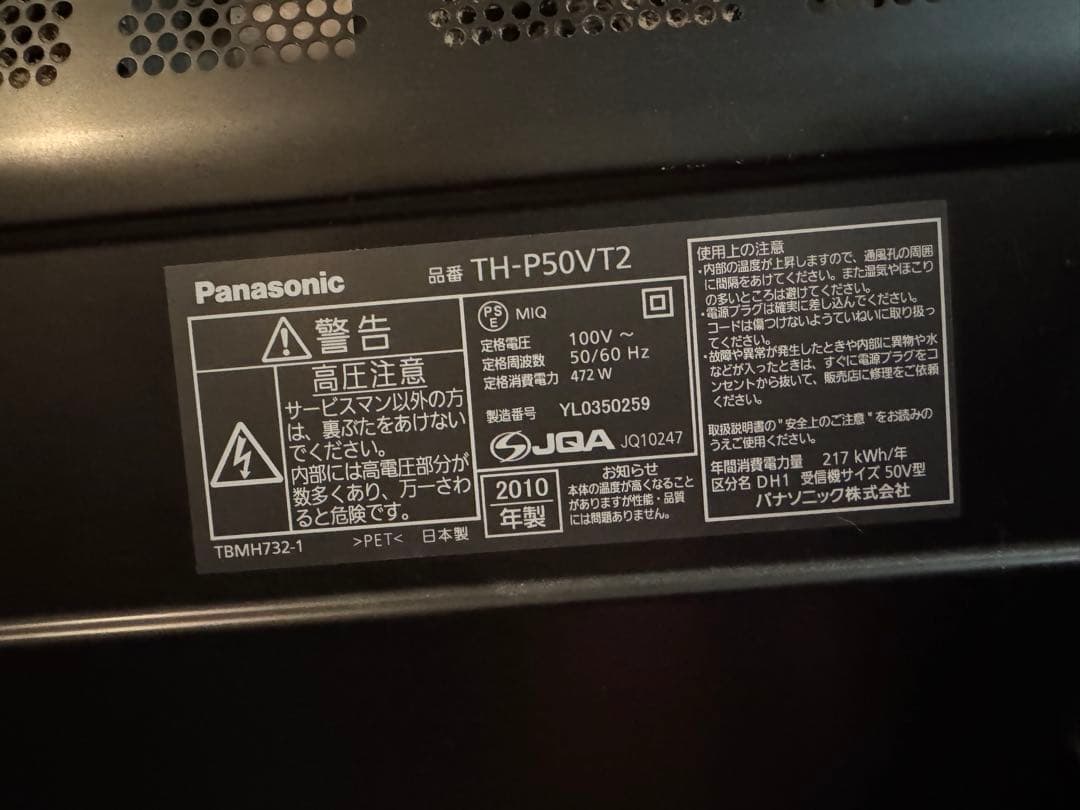 Panasonic
品番 TH-P50VT2
警告
高圧注意
サービスマン以外の方
は、裏ぶたをあけない
でください。
内部には高電圧部分が
数多くあり、万一さわ
ると危険です。
TBMH732-1 >PET< 日本製
PS
E
MIQ
定格電圧 100V ～
定格周波数 50/60 Hz
定格消費電力 472 W
製造番号 YL0350259
JQA JQ10247
2010
年製
お知らせ
本体の温度が高くなること
がありますが性能・品質
には問題ありません。
使用上の注意
・内部の温度が上昇しますので、通風孔の周囲
に間隔をあけてください。また湿気やほこり
の多いところは避けてください。
・電源プラグは確実に差し込んでください。
コードは傷つけないようていねいに取り扱っ
てください。
・故障や異常が発生したときや内部に異物や水
などが入ったときは、すぐに電源プラグをコ
ンセントから抜いて、販売店に修理をご依頼
ください。
取扱説明書の"安全上のご注意"をお読みの
うえご使用ください。
年間消費電力量 217 kWh/年
区分名 DH1 受信機サイズ 50V型
パナソニック株式会社